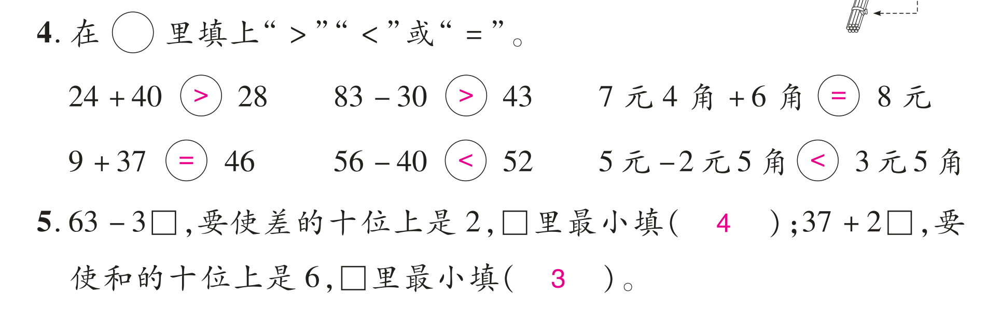 4. 在 ○ 里填上“ > ”“ < ”或“ = ”。
24 + 40 > 28 83 - 30 > 43 7 元 4 角 + 6 角 = 8 元
9 + 37 = 46 56 - 40 < 52 5 元 - 2 元 5 角 < 3 元 5 角
5. 63 - 3□,要使差的十位上是 2,□里最小填( 4 );37 + 2□,要
使和的十位上是 6,□里最小填( 3 )。